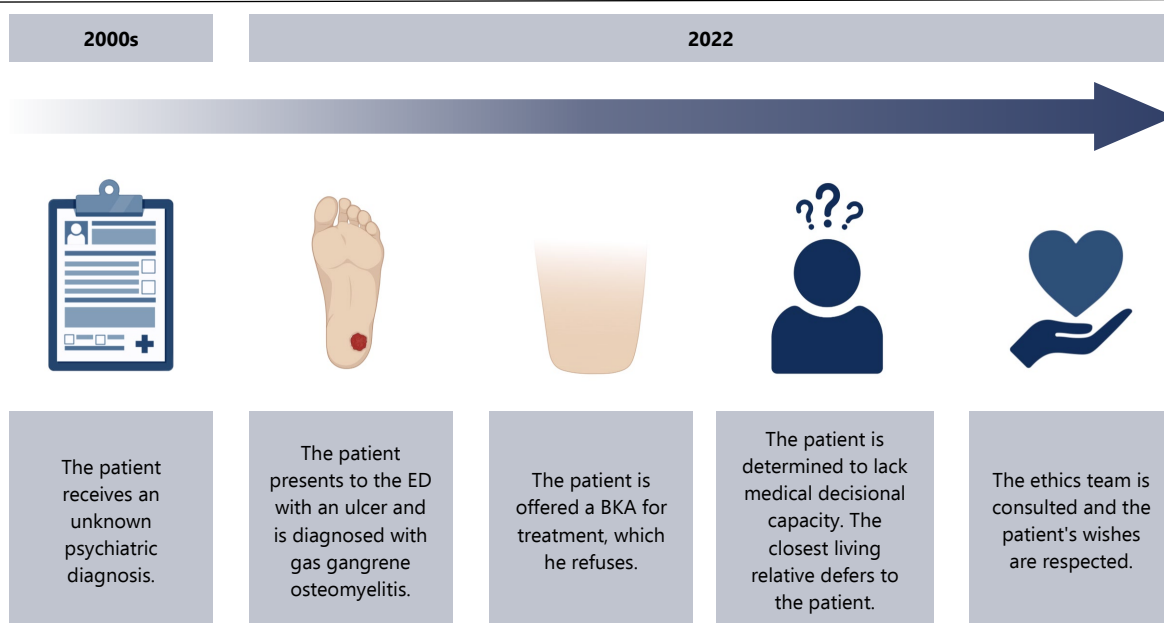 2000s
2022
? ? ?
The patient
receives an
unknown
psychiatric
diagnosis.
The patient
presents to the ED
with an ulcer and
is diagnosed with
gas gangrene
osteomyelitis.
The patient is
offered a BKA for
treatment, which
he refuses.
The patient is
determined to lack
medical decisional
capacity. The
closest living
relative defers to
the patient.
The ethics team is
consulted and the
patient's wishes
are respected.